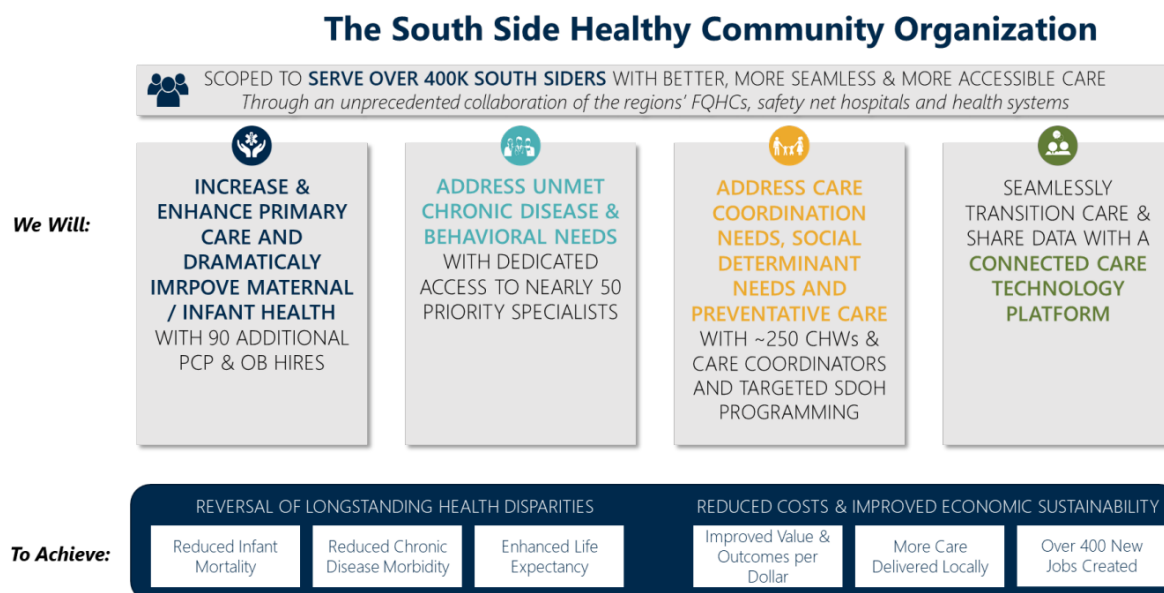 The South Side Healthy Community Organization
SCOPED TO SERVE OVER 400K SOUTH SIDERS WITH BETTER, MORE SEAMLESS & MORE ACCESSIBLE CARE
Through an unprecedented collaboration of the regions' FQHCs, safety net hospitals and health systems
We Will:
INCREASE &
ENHANCE PRIMARY
CARE AND
DRAMATICALY
IMRPOVE MATERNAL
/ INFANT HEALTH
WITH 90 ADDITIONAL
PCP & OB HIRES
ADDRESS UNMET
CHRONIC DISEASE &
BEHAVIORAL NEEDS
WITH DEDICATED
ACCESS TO NEARLY 50
PRIORITY SPECIALISTS
ADDRESS CARE
COORDINATION
NEEDS, SOCIAL
DETERMINANT
NEEDS AND
PREVENTATIVE CARE
WITH ~250 CHWs &
CARE COORDINATORS
AND TARGETED SDOH
PROGRAMMING
SEAMLESSLY
TRANSITION CARE &
SHARE DATA WITH A
CONNECTED CARE
TECHNOLOGY
PLATFORM
To Achieve:
REVERSAL OF LONGSTANDING HEALTH DISPARITIES
Reduced Infant
Mortality
Reduced Chronic
Disease Morbidity
Enhanced Life
Expectancy
REDUCED COSTS & IMPROVED ECONOMIC SUSTAINABILITY
Improved Value &
Outcomes per
Dollar
More Care
Delivered Locally
Over 400 New
Jobs Created